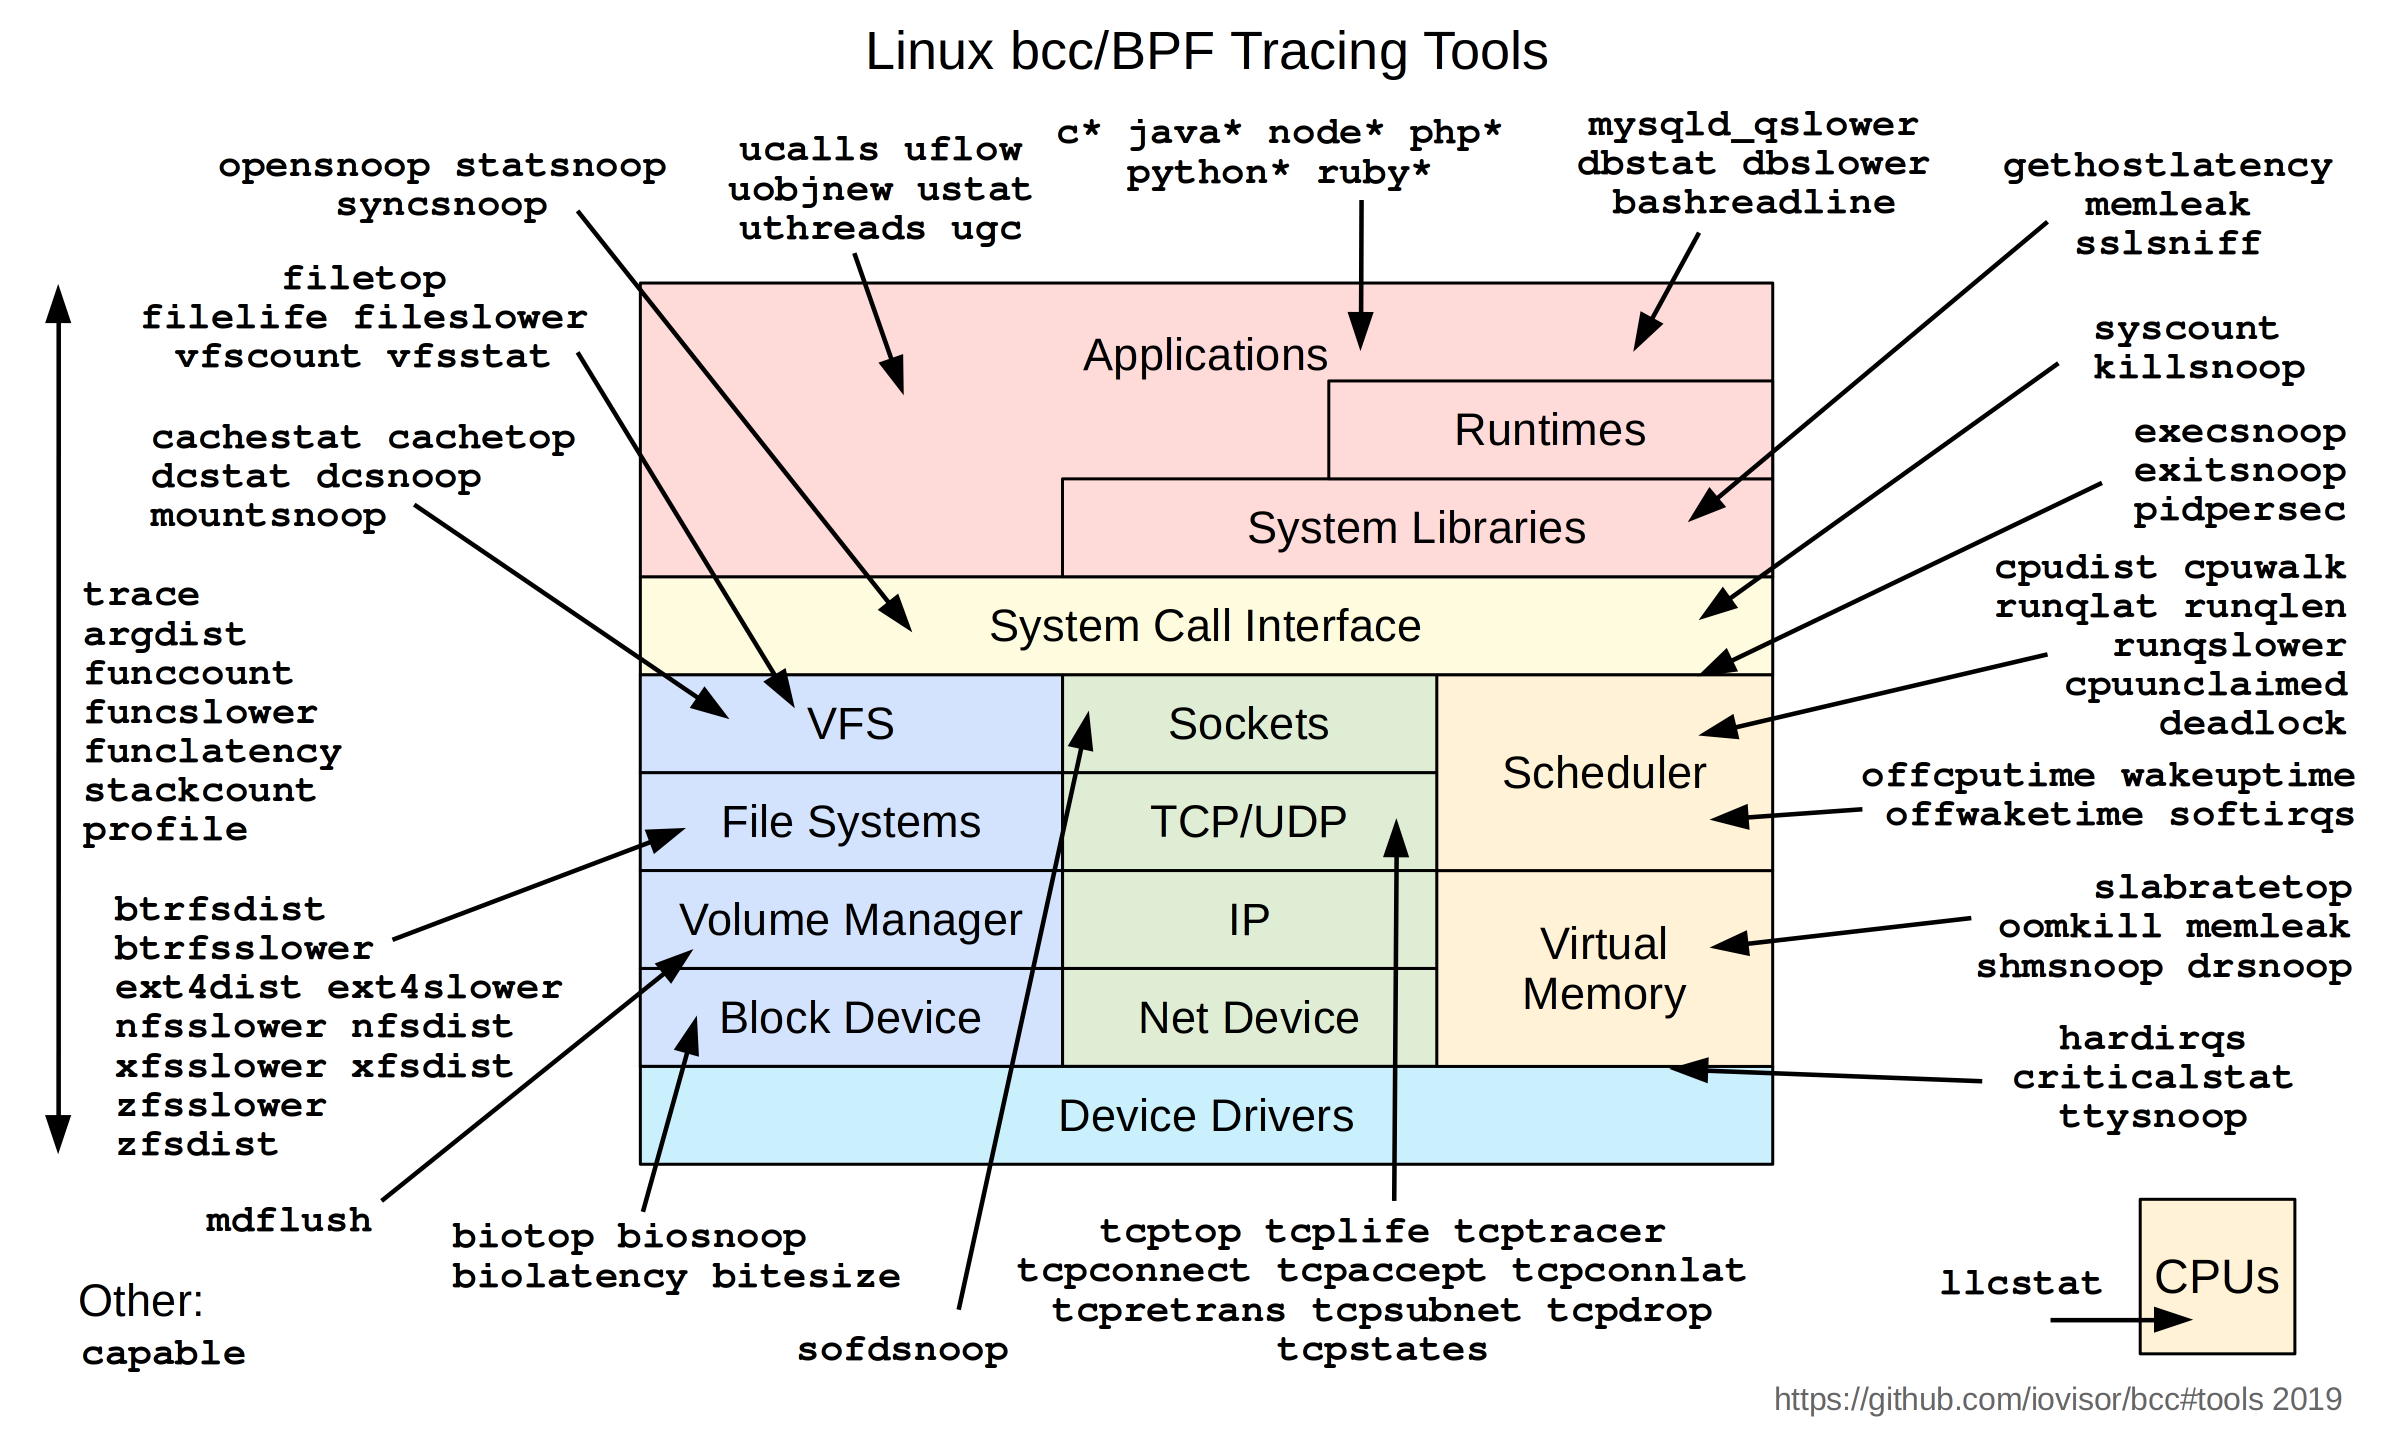 Linux bcc/BPF Tracing Tools
opensnoop statsnoop
syncsnoop
filetop
filelife fileslower
vfscount vfsstat
cachestat cachetop
dcstat dcsnoop
mountsnoop
trace
argdist
funccount
funcslower
funclatency
stackcount
profile
btrfsdist
btrfsslower
ext4dist ext4slower
nfsslower nfsdist
xfsslower xfsdist
zfsslower
zfsdist
mdflush
Other:
capable
ucalls uflow
uobjnew ustat
uthreads ugc
c* java* node* php*
python* ruby*
mysqld_qslower
dbstat dbslower
bashreadline
Applications
Runtimes
System Libraries
System Call Interface
VFS
Sockets
Scheduler
File Systems
TCP/UDP
Volume Manager
IP
Virtual
Memory
Block Device
Net Device
Device Drivers
biotop biosnoop
biolatency bitesize
sofdsnoop
tcptop tcplife tcptracer
tcpconnect tcpaccept tcpconnlat
tcpretrans tcpsubnet tcpdrop
tcpstates
gethostlatency
memleak
sslsniff
syscount
killsnoop
execsnoop
exitsnoop
pidpersec
cpudist cpuwalk
runqlat runqlen
runqslower
cpuunclaimed
deadlock
offcputime wakeuptime
offwaketime softirqs
slabratetop
oomkill memleak
shmsnoop drsnoop
hardirqs
criticalstat
ttysnoop
llcstat
CPUs
https://github.com/iovisor/bcc#tools 2019